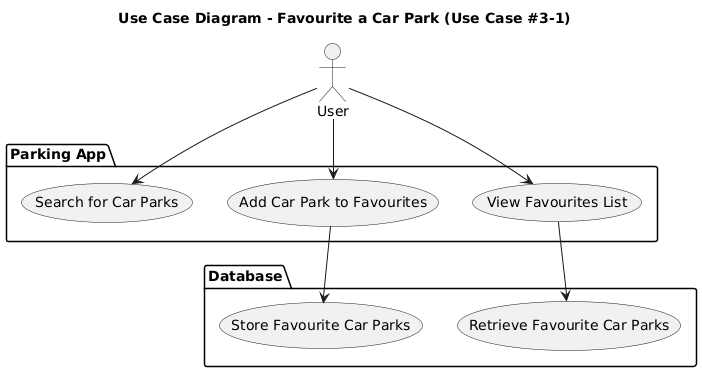 Use Case Diagram - Favourite a Car Park (Use Case #3-1)
User
Parking App
Search for Car Parks
Add Car Park to Favourites
View Favourites List
Database
Store Favourite Car Parks
Retrieve Favourite Car Parks